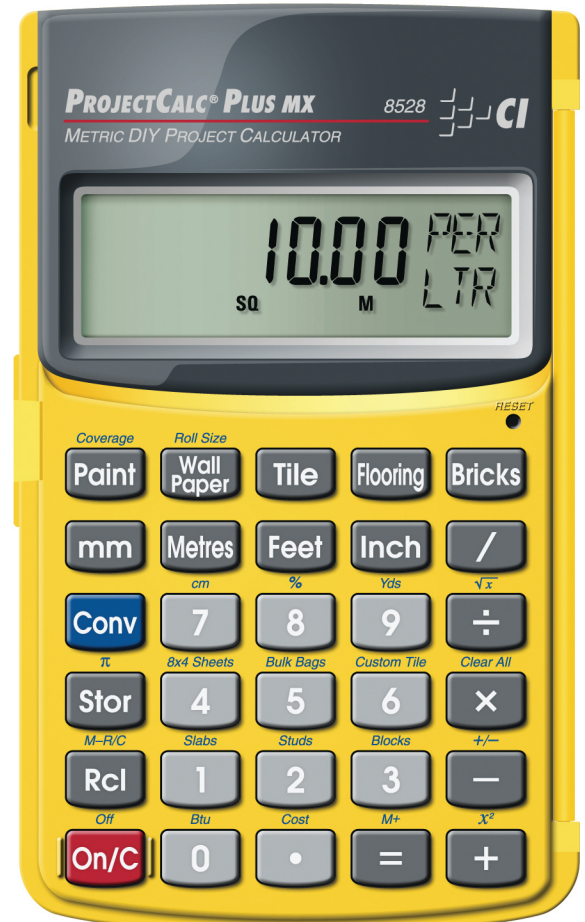 PROJECTCALC® PLUS MX 8528 CI
METRIC DIY PROJECT CALCULATOR
10.00 PER
SQ M LTR
RESET
Coverage Roll Size
Paint Wall Paper Tile Flooring Bricks
mm Metres Feet Inch /
cm % Yds √x
Conv 7 8 9 ÷
π 8x4 Sheets Bulk Bags Custom Tile Clear All
Stor 4 5 6 ×
M–R/C Slabs Studs Blocks +/–
Rcl 1 2 3 –
Off Btu Cost M+ x²
On/C 0 • = +